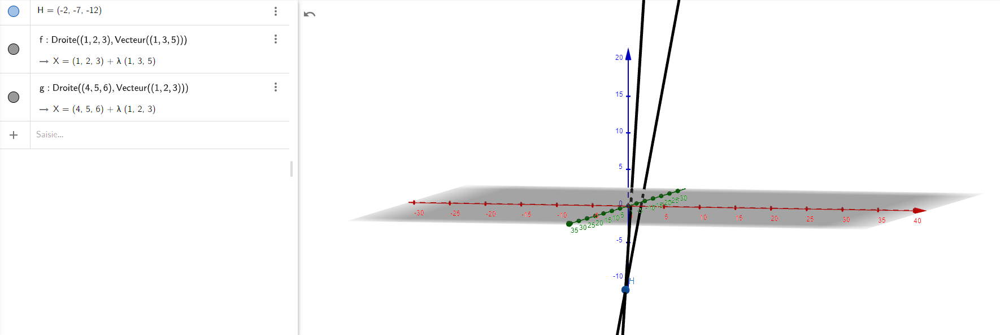 H = (-2, -7, -12)
f : Droite((1, 2, 3), Vecteur((1, 3, 5)))
→ X = (1, 2, 3) + λ (1, 3, 5)
g : Droite((4, 5, 6), Vecteur((1, 2, 3)))
→ X = (4, 5, 6) + λ (1, 2, 3)
Saisie...
20
15
10
5
0
-5
-10
H
-30 -25 -20 -15 -10 5 10 15 20 25 30 35 40
35 30 25 20 15 10 5 -10 -15 -20 -25 -30